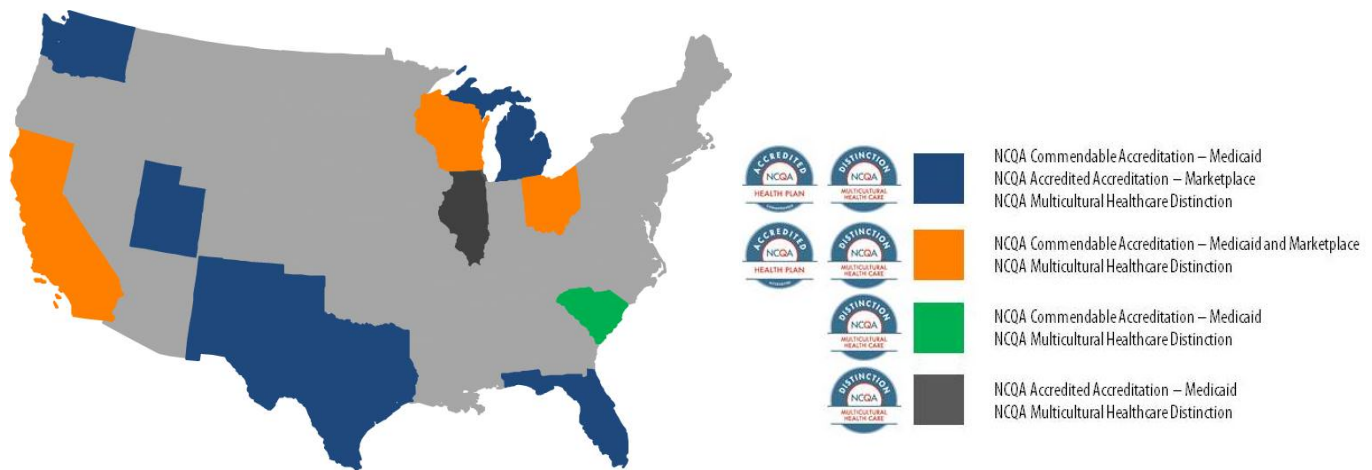 ACCREDITED
NCQA
HEALTH PLAN
DISTINCTION
NCQA
MULTICULTURAL
HEALTH CARE
NCQA Commendable Accreditation – Medicaid
NCQA Accredited Accreditation – Marketplace
NCQA Multicultural Healthcare Distinction
ACCREDITED
NCQA
HEALTH PLAN
DISTINCTION
NCQA
MULTICULTURAL
HEALTH CARE
NCQA Commendable Accreditation – Medicaid and Marketplace
NCQA Multicultural Healthcare Distinction
DISTINCTION
NCQA
MULTICULTURAL
HEALTH CARE
NCQA Commendable Accreditation – Medicaid
NCQA Multicultural Healthcare Distinction
DISTINCTION
NCQA
MULTICULTURAL
HEALTH CARE
NCQA Accredited Accreditation – Medicaid
NCQA Multicultural Healthcare Distinction